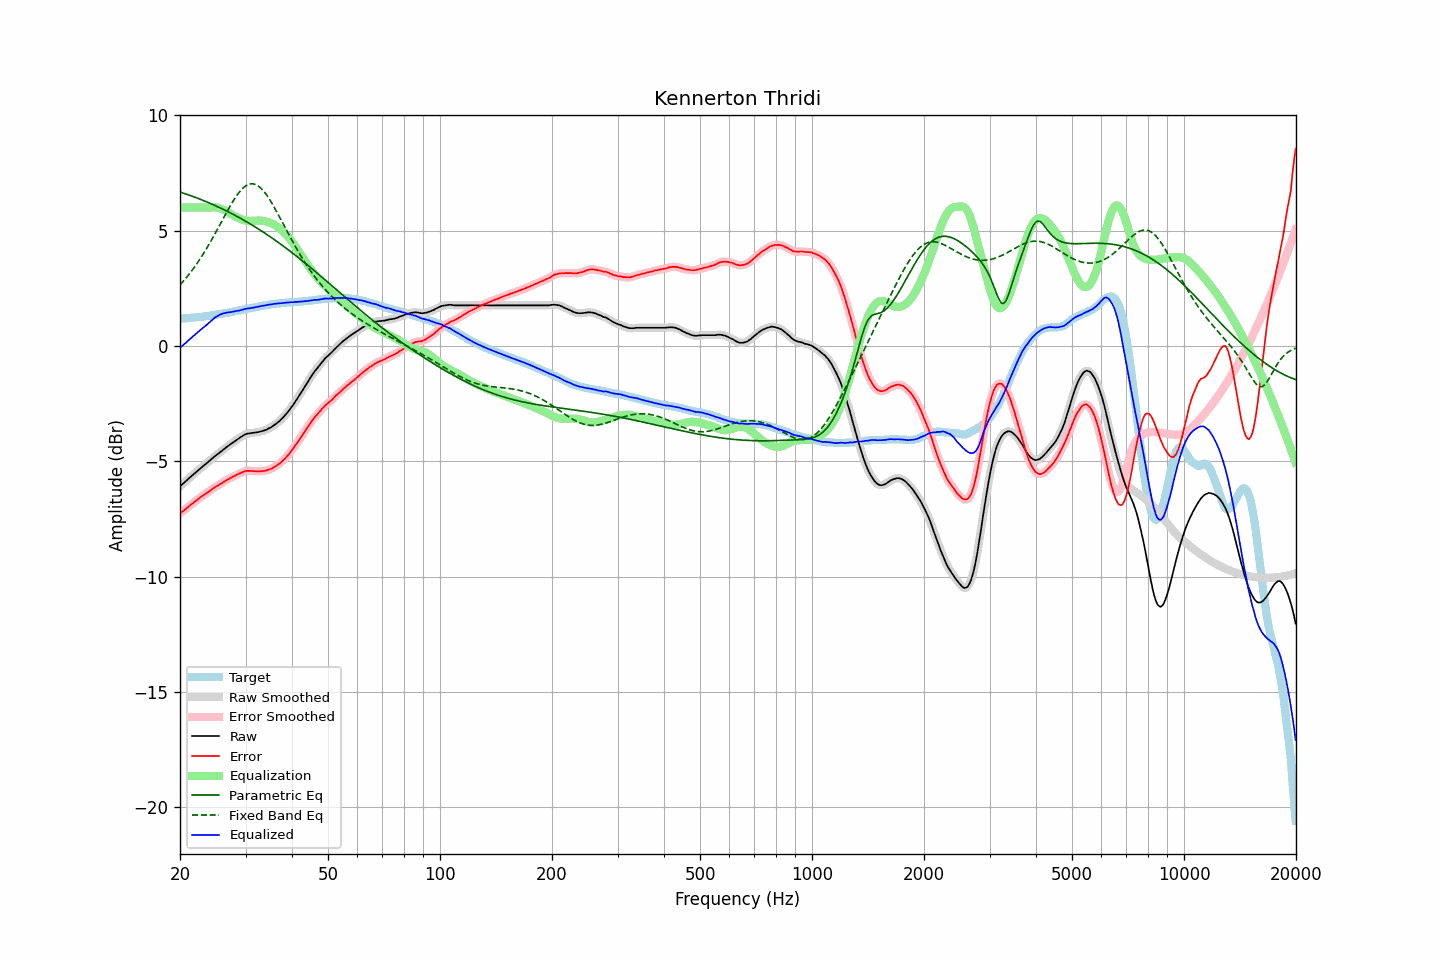 Kennerton Thridi
Amplitude (dBr)
10
5
0
−5
−10
−15
−20
Target
Raw Smoothed
Error Smoothed
Raw
Error
Equalization
Parametric Eq
Fixed Band Eq
Equalized
20 50 100 200 500 1000 2000 5000 10000 20000
Frequency (Hz)